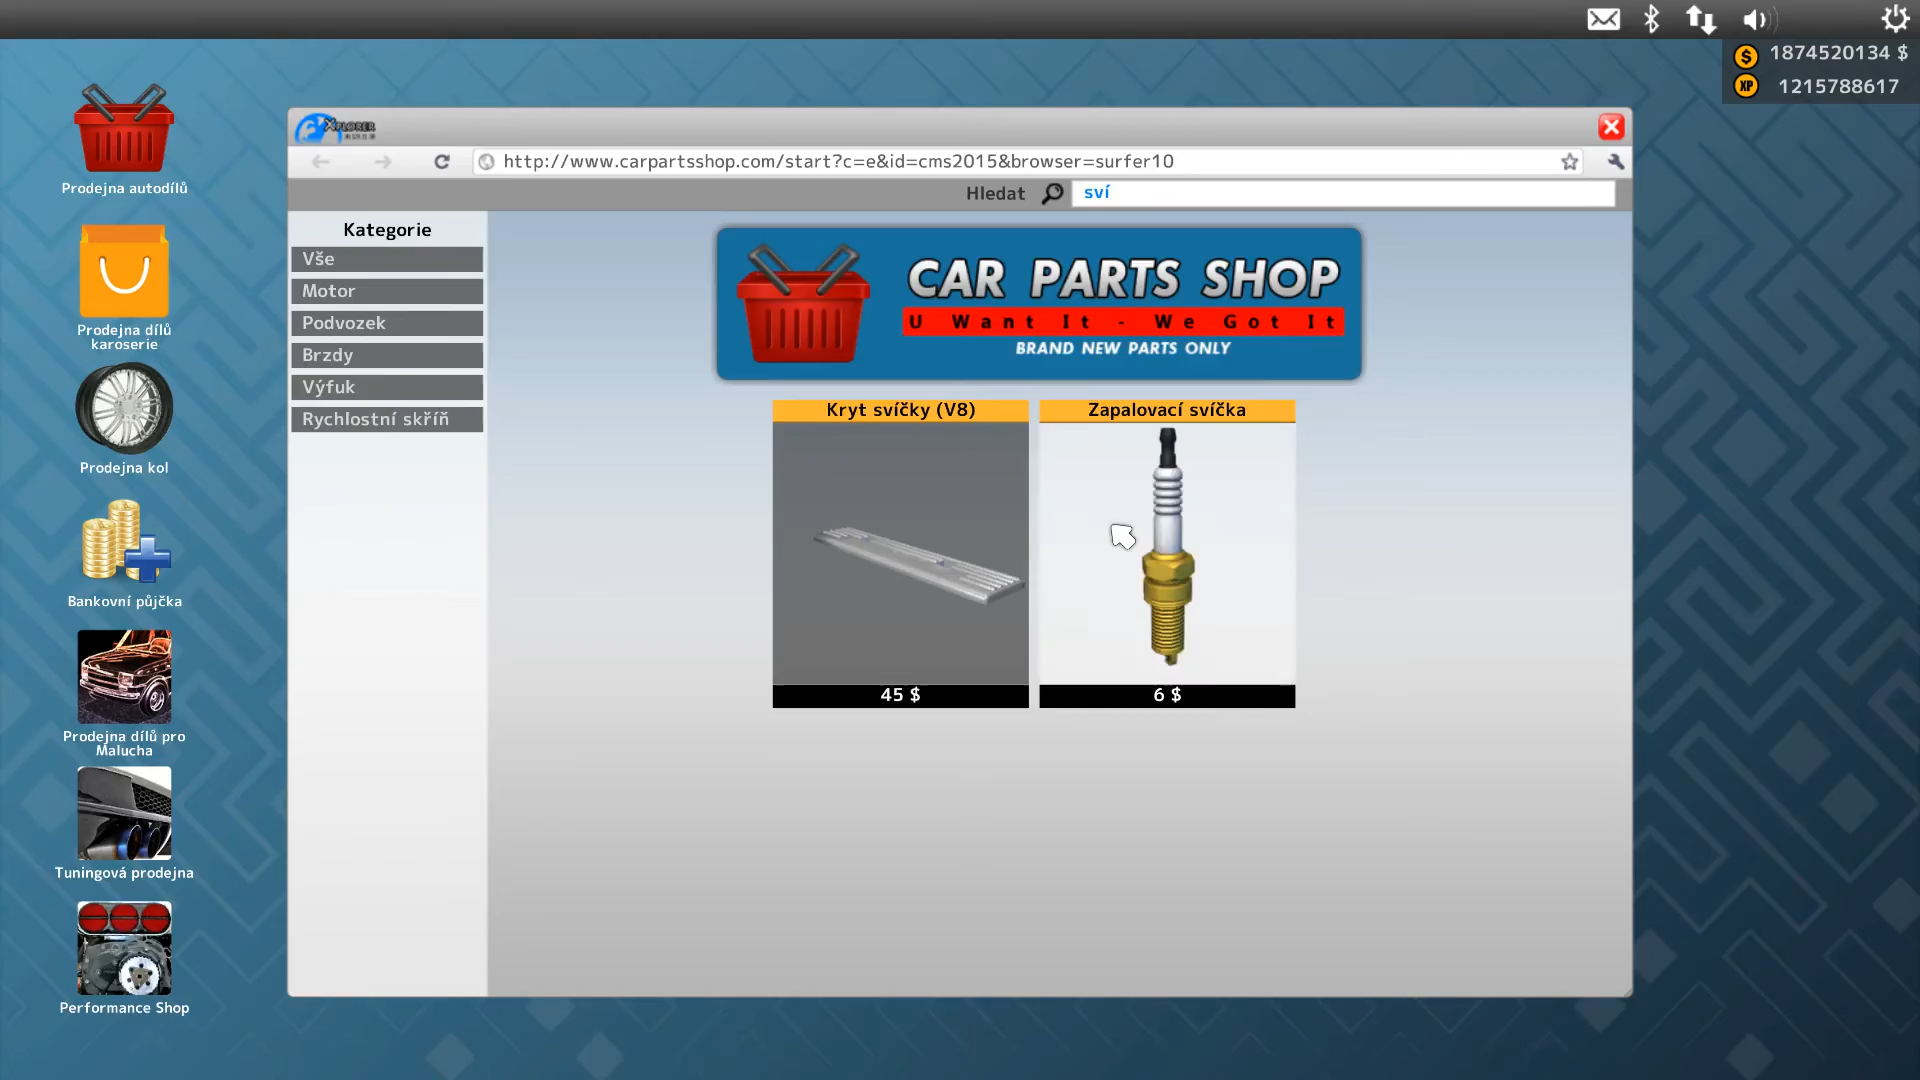 1874520134 $
XP
1215788617
Prodejna autodílů
Prodejna dílů
karoserie
Prodejna kol
Bankovní půjčka
Prodejna dílů pro
Malucha
Tuningová prodejna
Performance Shop
XPLORER
http://www.carpartsshop.com/start?c=e&id=cms2015&browser=surfer10
Hledat
sví
Kategorie
Vše
Motor
Podvozek
Brzdy
Výfuk
Rychlostní skříň
CAR PARTS SHOP
U Want It - We Got It
BRAND NEW PARTS ONLY
Kryt svíčky (V8)
45 $
Zapalovací svíčka
6 $